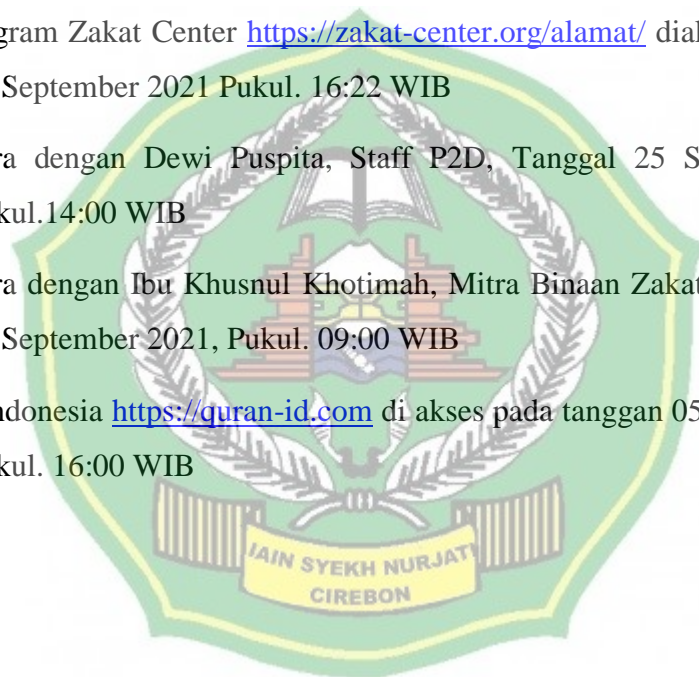 gram Zakat Center https://zakat-center.org/alamat/ dial
September 2021 Pukul. 16:22 WIB
ra dengan Dewi Puspita, Staff P2D, Tanggal 25 S
kul.14:00 WIB
ra dengan Ibu Khusnul Khotimah, Mitra Binaan Zakat
September 2021, Pukul. 09:00 WIB
ndonesia https://quran-id.com di akses pada tanggan 05
kul. 16:00 WIB
IAIN SYEKH NURJATI
CIREBON